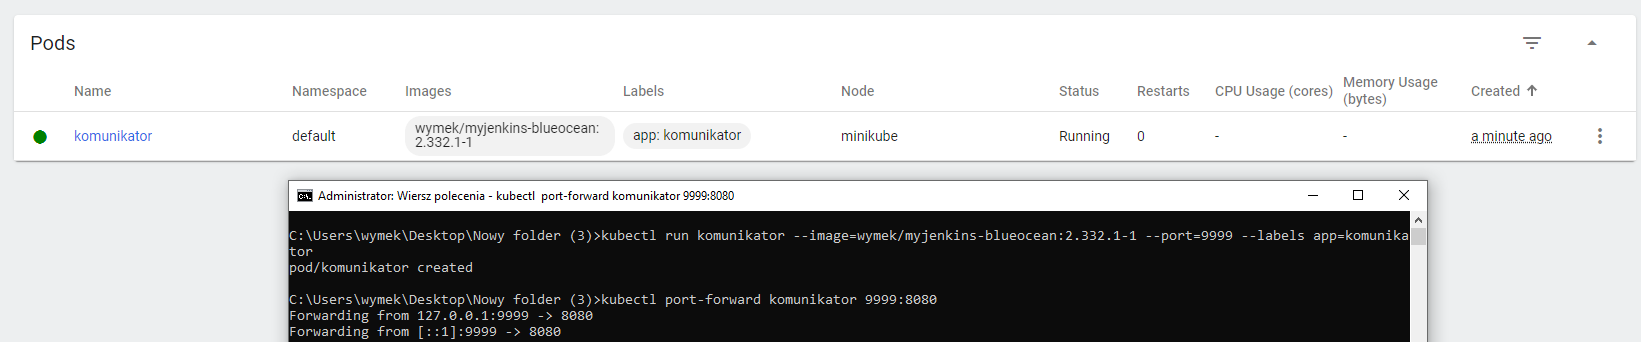 Pods
Name Namespace Images Labels Node Status Restarts CPU Usage (cores) Memory Usage (bytes) Created
komunikator default wymek/myjenkins-blueocean:2.332.1-1 app: komunikator minikube Running 0 - - a minute ago
Administrator: Wiersz polecenia - kubectl  port-forward komunikator 9999:8080
C:\Users\wymek\Desktop\Nowy folder (3)>kubectl run komunikator --image=wymek/myjenkins-blueocean:2.332.1-1 --port=9999 --labels app=komunika
tor
pod/komunikator created
C:\Users\wymek\Desktop\Nowy folder (3)>kubectl port-forward komunikator 9999:8080
Forwarding from 127.0.0.1:9999 -> 8080
Forwarding from [::1]:9999 -> 8080